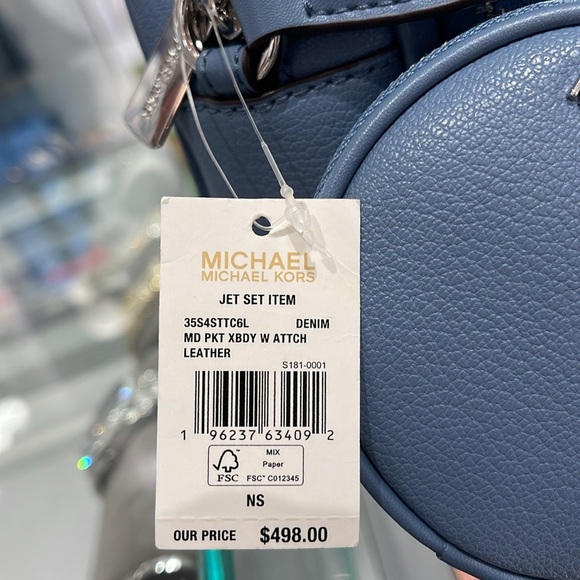 MICHAEL
MICHAEL KORS
JET SET ITEM
35S4STTC6L DENIM
MD PKT XBDY W ATTCH
LEATHER
S181-0001
1 96237 63409 2
FSC
MIX
Paper
FSC™ C012345
NS
OUR PRICE $498.00